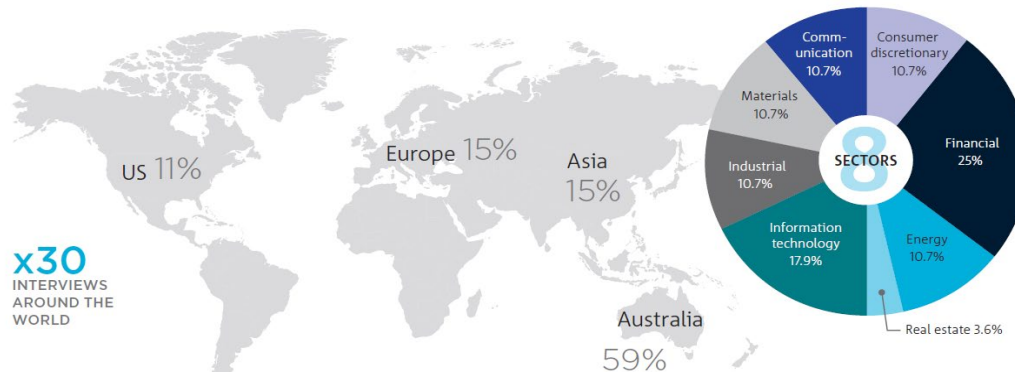 US 11%
Europe 15%
Asia
15%
Australia
59%
x30
INTERVIEWS
AROUND THE
WORLD
8
SECTORS
Comm-
unication
10.7%
Consumer
discretionary
10.7%
Financial
25%
Energy
10.7%
Real estate 3.6%
Information
technology
17.9%
Industrial
10.7%
Materials
10.7%